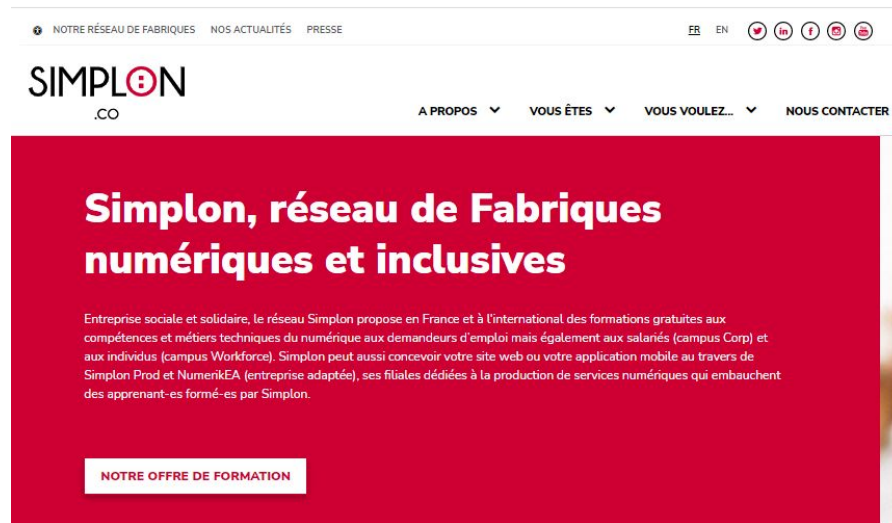 NOTRE RÉSEAU DE FABRIQUES NOS ACTUALITÉS PRESSE FR EN
SIMPLON
.CO
A PROPOS VOUS ÊTES VOUS VOULEZ... NOUS CONTACTER
Simplon, réseau de Fabriques
numériques et inclusives
Entreprise sociale et solidaire, le réseau Simplon propose en France et à l'international des formations gratuites aux
compétences et métiers techniques du numérique aux demandeurs d'emploi mais également aux salariés (campus Corp) et
aux individus (campus Workforce). Simplon peut aussi concevoir votre site web ou votre application mobile au travers de
Simplon Prod et NumerikEA (entreprise adaptée), ses filiales dédiées à la production de services numériques qui embauchent
des apprenant-es formé-es par Simplon.
NOTRE OFFRE DE FORMATION